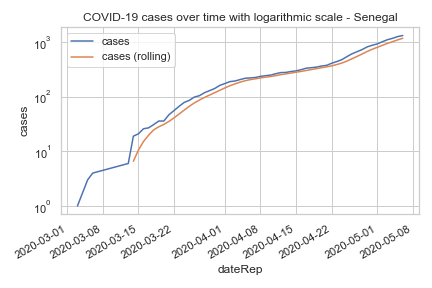 COVID-19 cases over time with logarithmic scale - Senegal
cases
cases (rolling)
10³
10²
10¹
10⁰
cases
2020-03-01
2020-03-08
2020-03-15
2020-03-22
2020-04-01
2020-04-08
2020-04-15
2020-04-22
2020-05-01
2020-05-08
dateRep